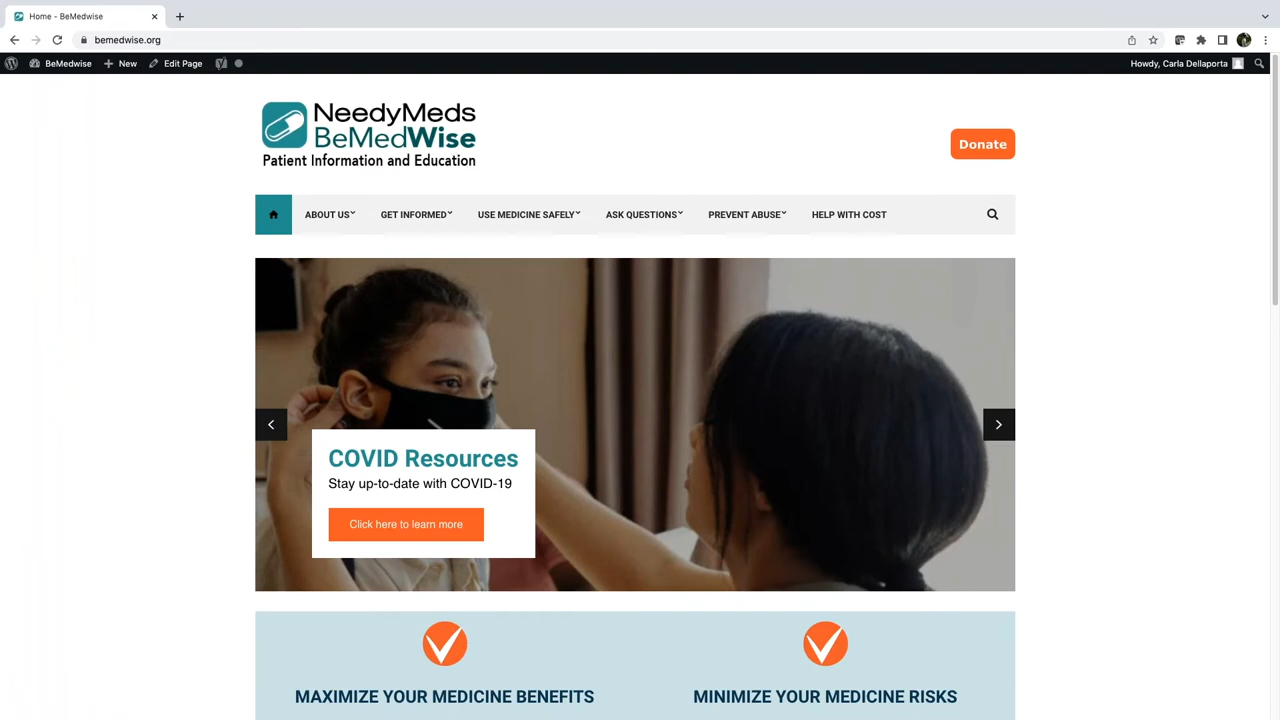 Home - BeMedwise
bemedwise.org
BeMedwise New Edit Page Howdy, Carla Dellaporta
NeedyMeds
BeMedWise
Patient Information and Education
Donate
ABOUT US GET INFORMED USE MEDICINE SAFELY ASK QUESTIONS PREVENT ABUSE HELP WITH COST
COVID Resources
Stay up-to-date with COVID-19
Click here to learn more
MAXIMIZE YOUR MEDICINE BENEFITS MINIMIZE YOUR MEDICINE RISKS